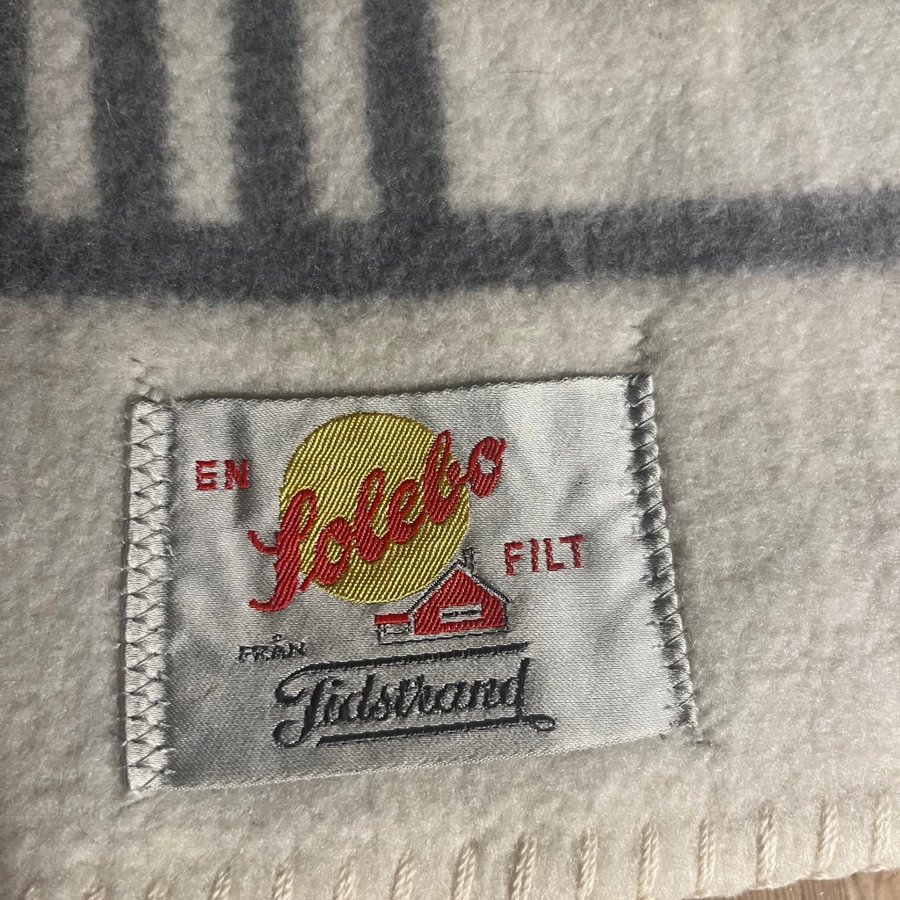 EN Solebo
FILT
FRÅN
Tidstrand